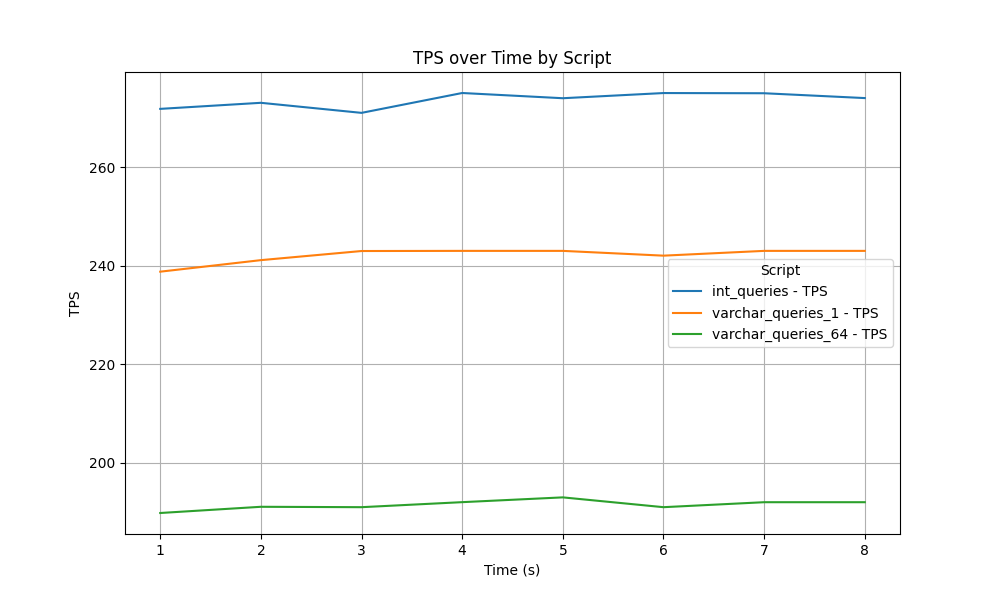 TPS over Time by Script
TPS
260
240
220
200
Script
int_queries - TPS
varchar_queries_1 - TPS
varchar_queries_64 - TPS
1 2 3 4 5 6 7 8
Time (s)